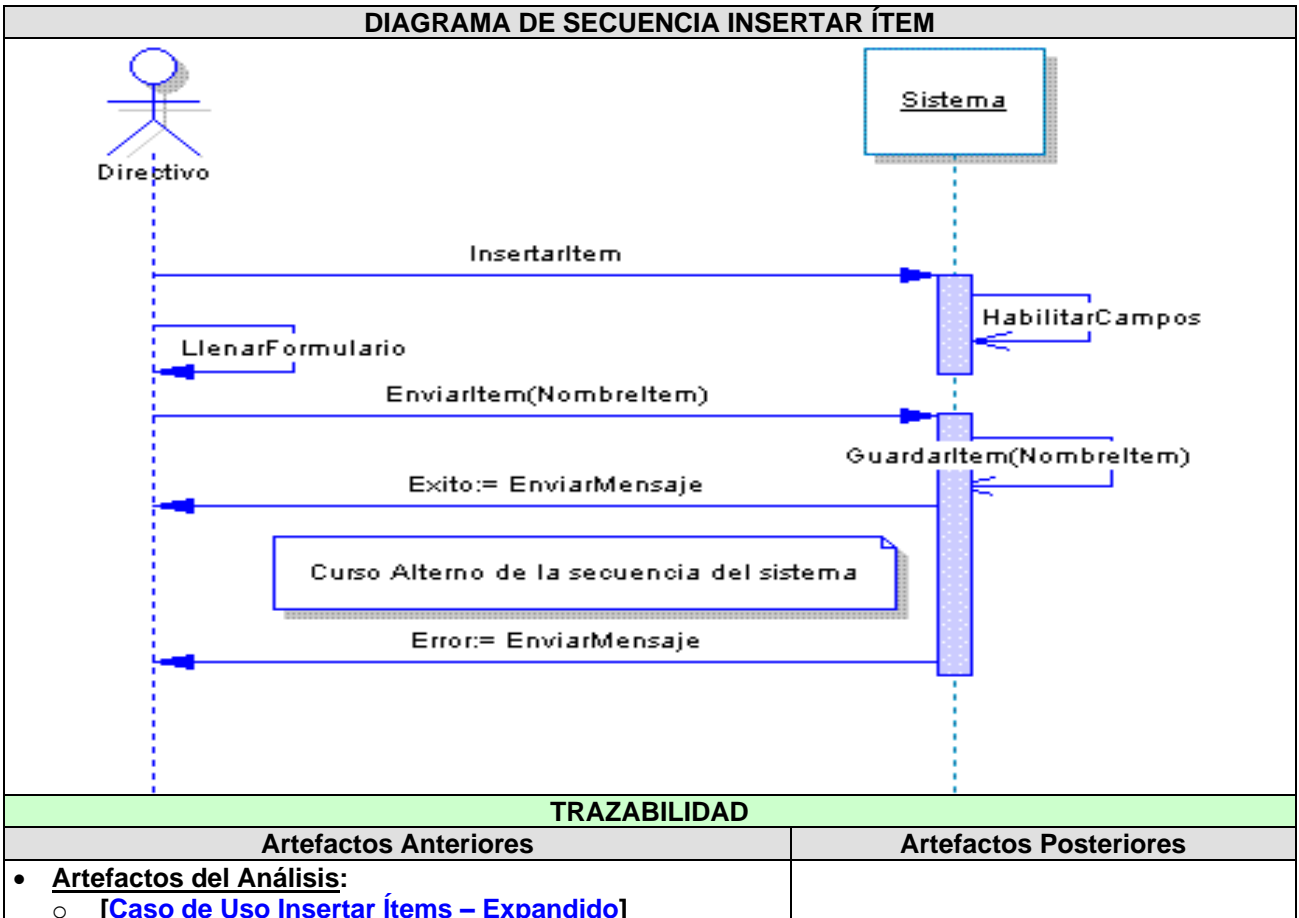 DIAGRAMA DE SECUENCIA INSERTAR ÍTEM
Sistema
Directivo
InsertarItem
HabilitarCampos
LlenarFormulario
EnviarItem(NombreItem)
GuardarItem(NombreItem)
Exito:= EnviarMensaje
Curso Alterno de la secuencia del sistema
Error:= EnviarMensaje
TRAZABILIDAD
Artefactos Anteriores
Artefactos Posteriores
• Artefactos del Análisis:
o [Caso de Uso Insertar Ítems – Expandido]